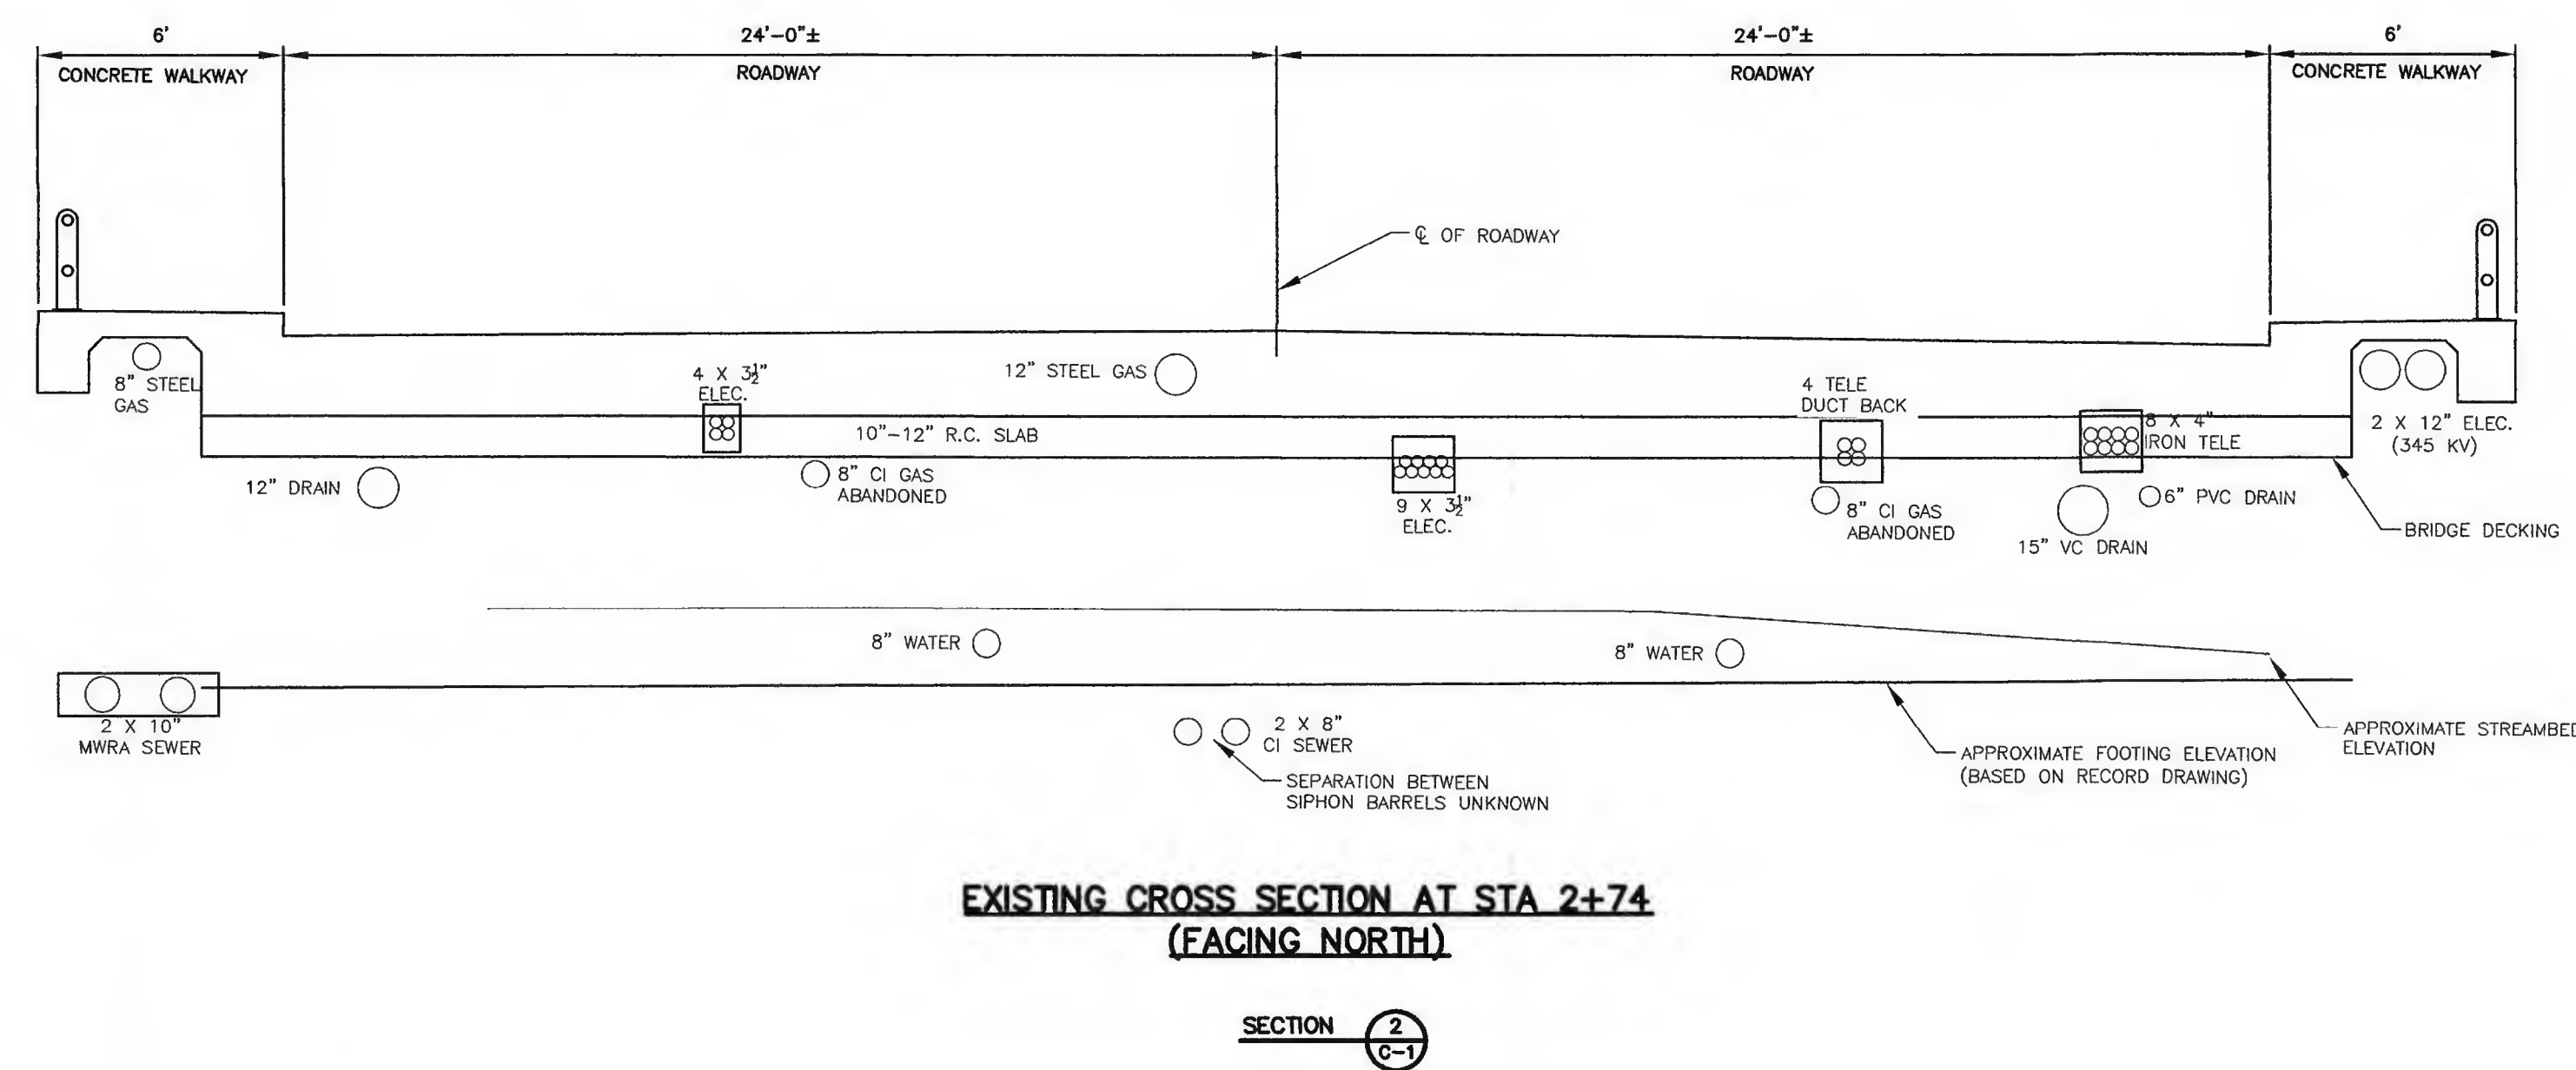 6'
24'-0"±
24'-0"±
6'
CONCRETE WALKWAY
ROADWAY
ROADWAY
CONCRETE WALKWAY
℄ OF ROADWAY
8" STEEL
GAS
4 X 3½"
ELEC.
12" STEEL GAS
4 TELE
DUCT BACK
8 X 4"
IRON TELE
2 X 12" ELEC.
(345 KV)
10"-12" R.C. SLAB
12" DRAIN
8" CI GAS
ABANDONED
9 X 3½"
ELEC.
8" CI GAS
ABANDONED
15" VC DRAIN
6" PVC DRAIN
BRIDGE DECKING
8" WATER
8" WATER
2 X 10"
MWRA SEWER
2 X 8"
CI SEWER
SEPARATION BETWEEN
SIPHON BARRELS UNKNOWN
APPROXIMATE FOOTING ELEVATION
(BASED ON RECORD DRAWING)
APPROXIMATE STREAMBED
ELEVATION
EXISTING CROSS SECTION AT STA 2+74
(FACING NORTH)
SECTION
2
C-1